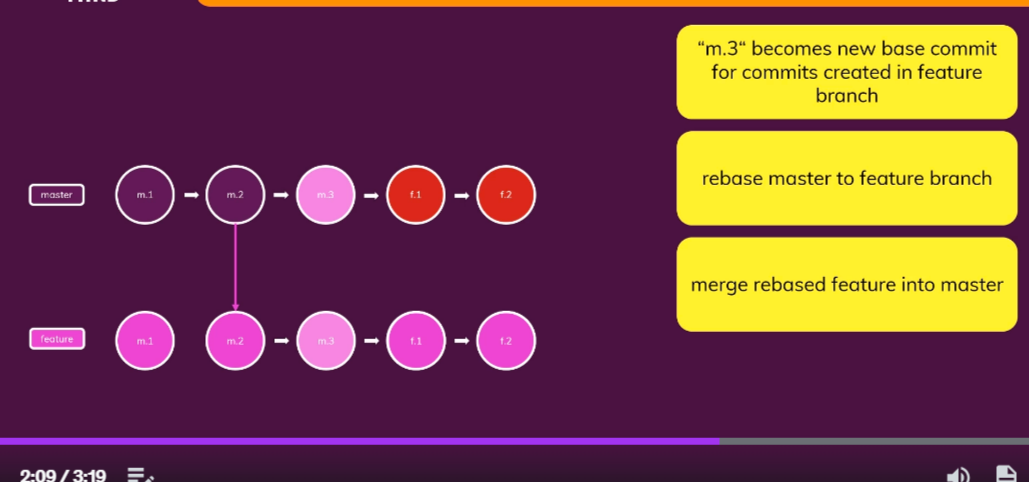 “m.3“ becomes new base commit
for commits created in feature
branch
rebase master to feature branch
merge rebased feature into master
master
m.1
m.2
m.3
f.1
f.2
feature
m.1
m.2
m.3
f.1
f.2
2:09 / 3:19